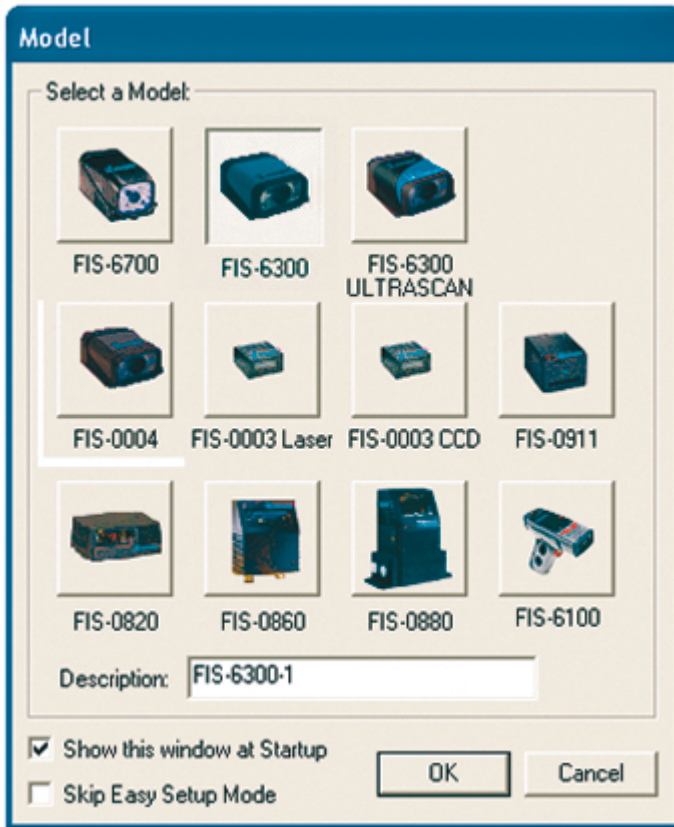 Model
Select a Model:
FIS-6700 FIS-6300 FIS-6300
ULTRASCAN
FIS-0004 FIS-0003 Laser FIS-0003 CCD FIS-0911
FIS-0820 FIS-0860 FIS-0880 FIS-6100
Description: FIS-6300-1
Show this window at Startup
Skip Easy Setup Mode
OK Cancel